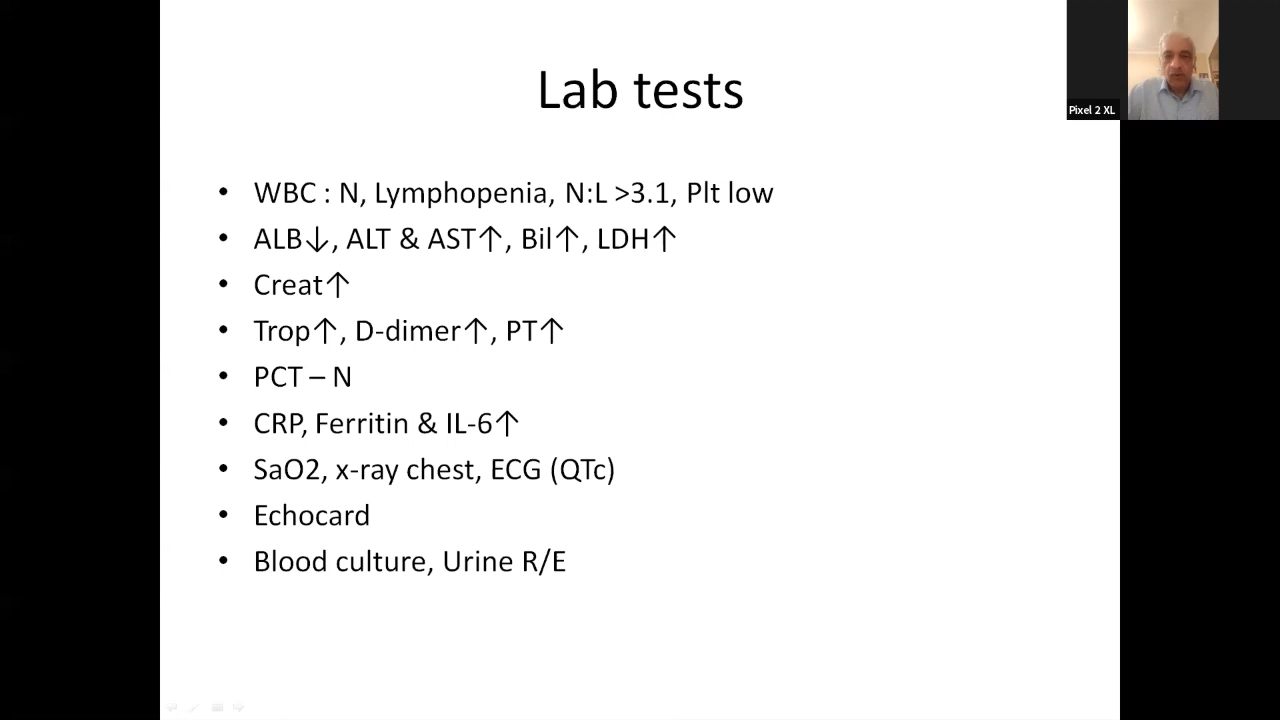 Lab tests
Pixel 2 XL
• WBC : N, Lymphopenia, N:L >3.1, Plt low
• ALB↓, ALT & AST↑, Bil↑, LDH↑
• Creat↑
• Trop↑, D-dimer↑, PT↑
• PCT – N
• CRP, Ferritin & IL-6↑
• SaO2, x-ray chest, ECG (QTc)
• Echocard
• Blood culture, Urine R/E